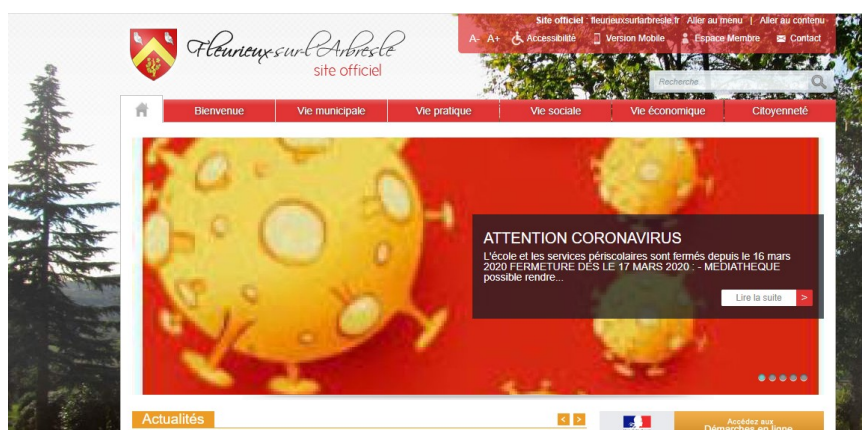 Site officiel : fleurieuxsurlarbresle.fr Aller au menu | Aller au contenu
A- A+ Accessibilité Version Mobile Espace Membre Contact
Fleurieux-sur-l'Arbresle
site officiel
Recherche
Bienvenue Vie municipale Vie pratique Vie sociale Vie économique Citoyenneté
ATTENTION CORONAVIRUS
L'école et les services périscolaires sont fermés depuis le 16 mars
2020 FERMETURE DES LE 17 MARS 2020 : - MEDIATHEQUE
possible rendre...
Lire la suite >
Actualités < >
Accédez aux
Démarches en ligne